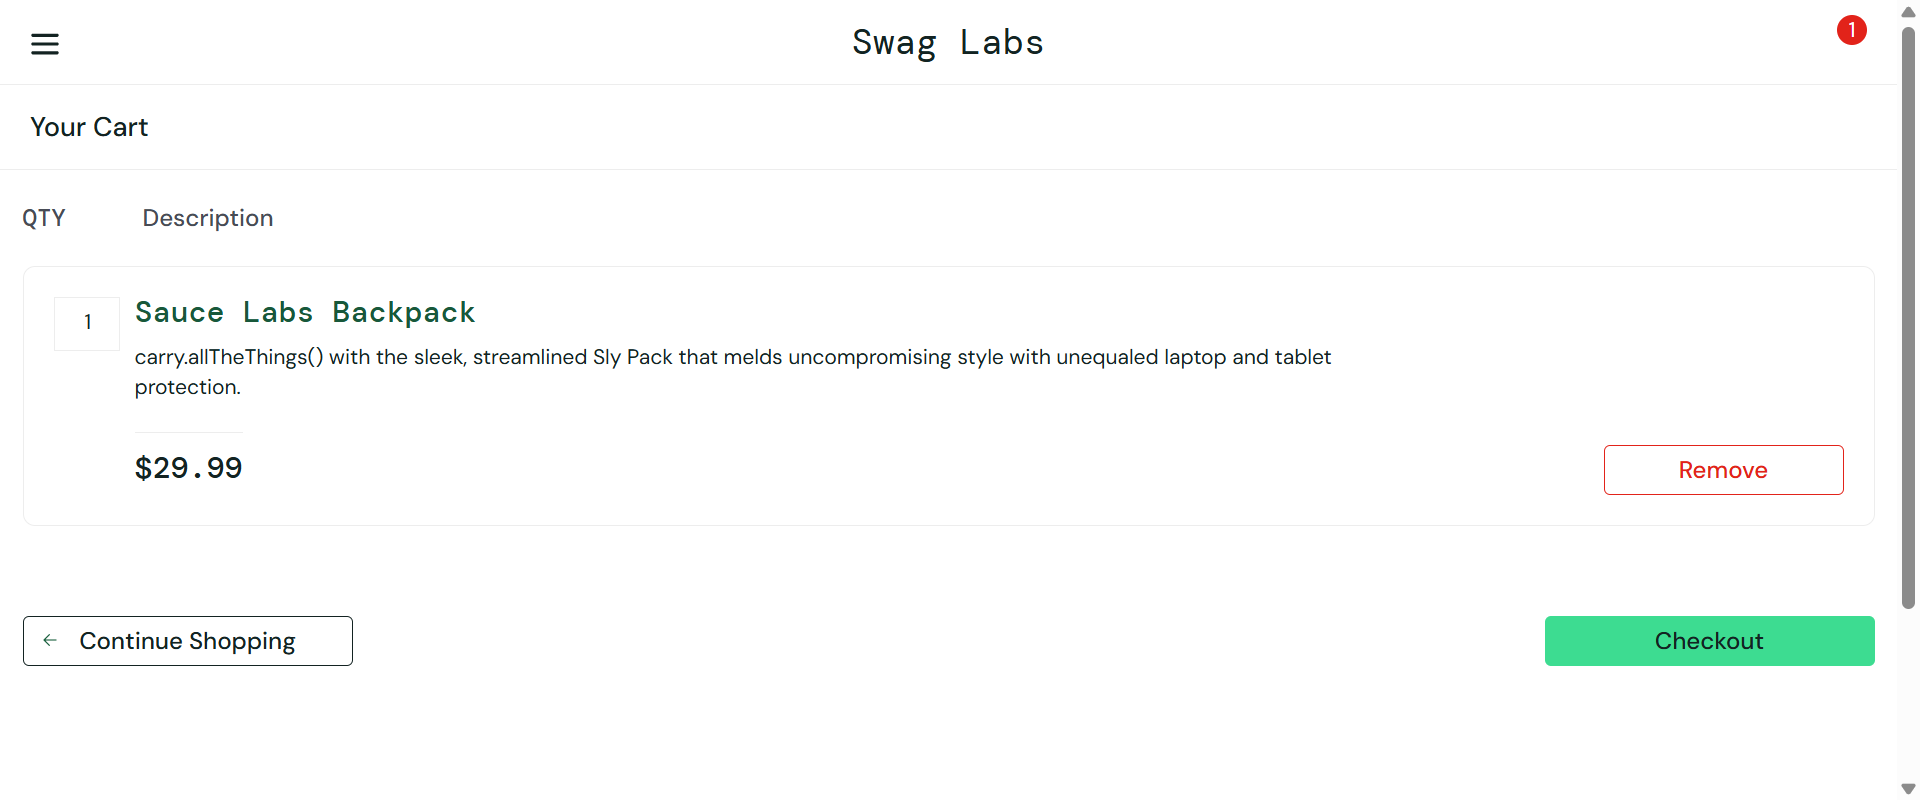 Swag Labs
1
Your Cart
QTY
Description
1
Sauce Labs Backpack
carry.allTheThings() with the sleek, streamlined Sly Pack that melds uncompromising style with unequaled laptop and tablet
protection.
$29.99
Remove
Continue Shopping
Checkout